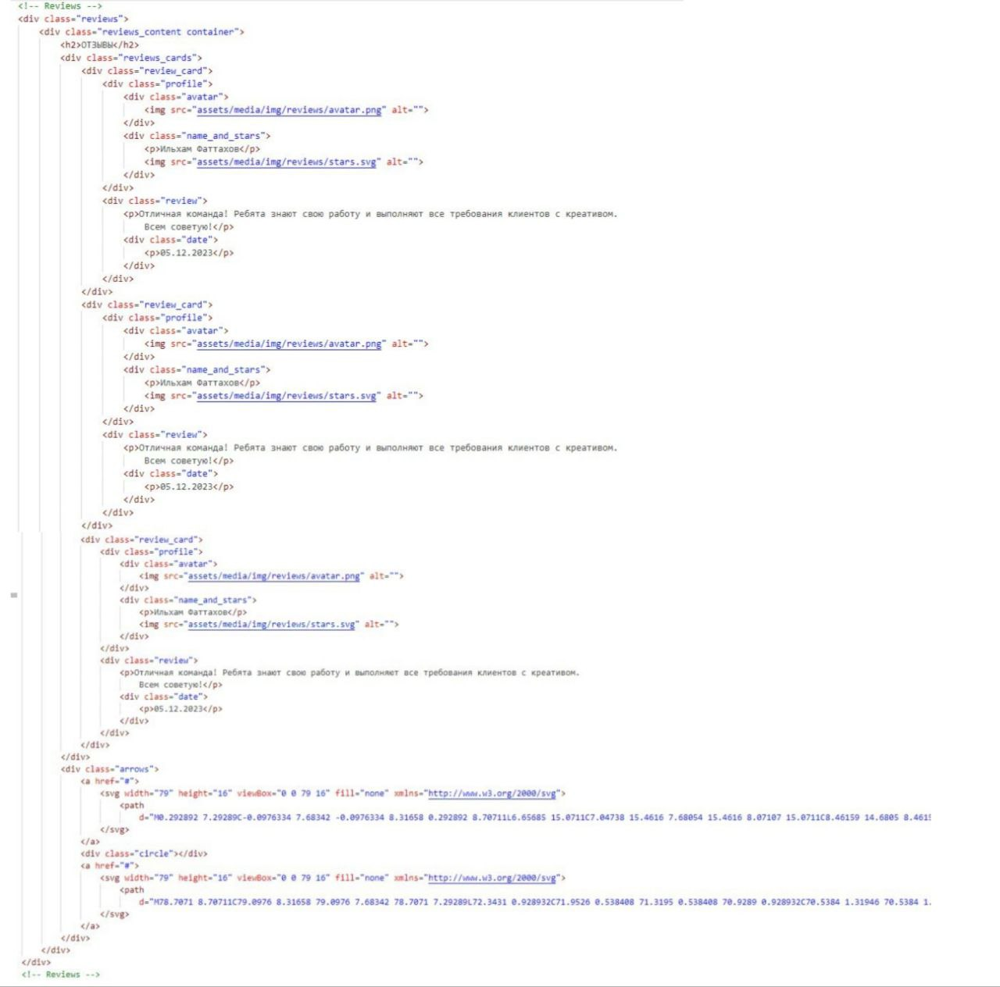 <!-- Reviews -->
<div class="reviews">
<div class="reviews_content container">
<h2>ОТЗЫВЫ</h2>
<div class="reviews_cards">
<div class="review_card">
<div class="profile">
<div class="avatar">
<img src="assets/media/img/reviews/avatar.png" alt="">
</div>
<div class="name_and_stars">
<p>Ильхам Фаттахов</p>
<img src="assets/media/img/reviews/stars.svg" alt="">
</div>
</div>
<div class="review">
<p>Отличная команда! Ребята знают свою работу и выполняют все требования клиентов с креативом.
Всем советую!</p>
<div class="date">
<p>05.12.2023</p>
</div>
</div>
</div>
<div class="review_card">
<div class="profile">
<div class="avatar">
<img src="assets/media/img/reviews/avatar.png" alt="">
</div>
<div class="name_and_stars">
<p>Ильхам Фаттахов</p>
<img src="assets/media/img/reviews/stars.svg" alt="">
</div>
</div>
<div class="review">
<p>Отличная команда! Ребята знают свою работу и выполняют все требования клиентов с креативом.
Всем советую!</p>
<div class="date">
<p>05.12.2023</p>
</div>
</div>
</div>
<div class="review_card">
<div class="profile">
<div class="avatar">
<img src="assets/media/img/reviews/avatar.png" alt="">
</div>
<div class="name_and_stars">
<p>Ильхам Фаттахов</p>
<img src="assets/media/img/reviews/stars.svg" alt="">
</div>
</div>
<div class="review">
<p>Отличная команда! Ребята знают свою работу и выполняют все требования клиентов с креативом.
Всем советую!</p>
<div class="date">
<p>05.12.2023</p>
</div>
</div>
</div>
</div>
<div class="arrows">
<a href="#">
<svg width="79" height="16" viewBox="0 0 79 16" fill="none" xmlns="http://www.w3.org/2000/svg">
<path
d="M0.292892 7.29289C-0.0976334 7.68342 -0.0976334 8.31658 0.292892 8.70711L6.65685 15.0711C7.04738 15.4616 7.68054 15.4616 8.07107 15.0711C8.46159 14.6805 8.4615
</svg>
</a>
<div class="circle"></div>
<a href="#">
<svg width="79" height="16" viewBox="0 0 79 16" fill="none" xmlns="http://www.w3.org/2000/svg">
<path
d="M78.7071 8.70711C79.0976 8.31658 79.0976 7.68342 78.7071 7.29289L72.3431 0.928932C71.9526 0.538408 71.3195 0.538408 70.9289 0.928932C70.5384 1.31946 70.5384 1.
</svg>
</a>
</div>
</div>
</div>
<!-- Reviews -->